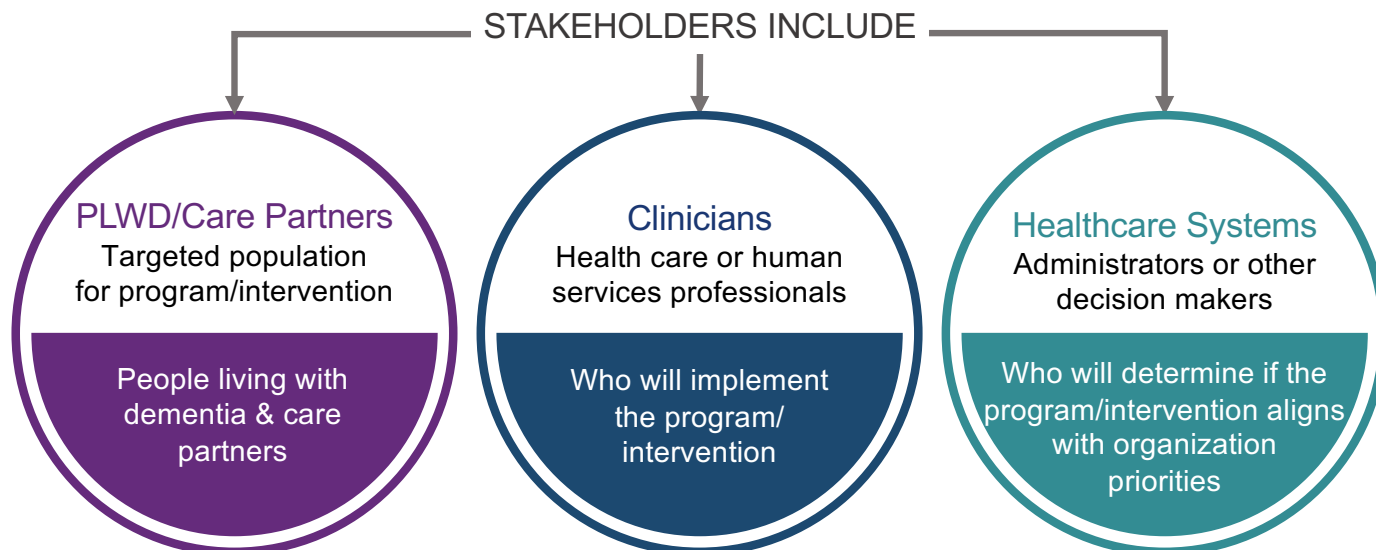 STAKEHOLDERS INCLUDE
PLWD/Care Partners
Targeted population
for program/intervention
People living with
dementia & care
partners
Clinicians
Health care or human
services professionals
Who will implement
the program/
intervention
Healthcare Systems
Administrators or other
decision makers
Who will determine if the
program/intervention aligns
with organization
priorities